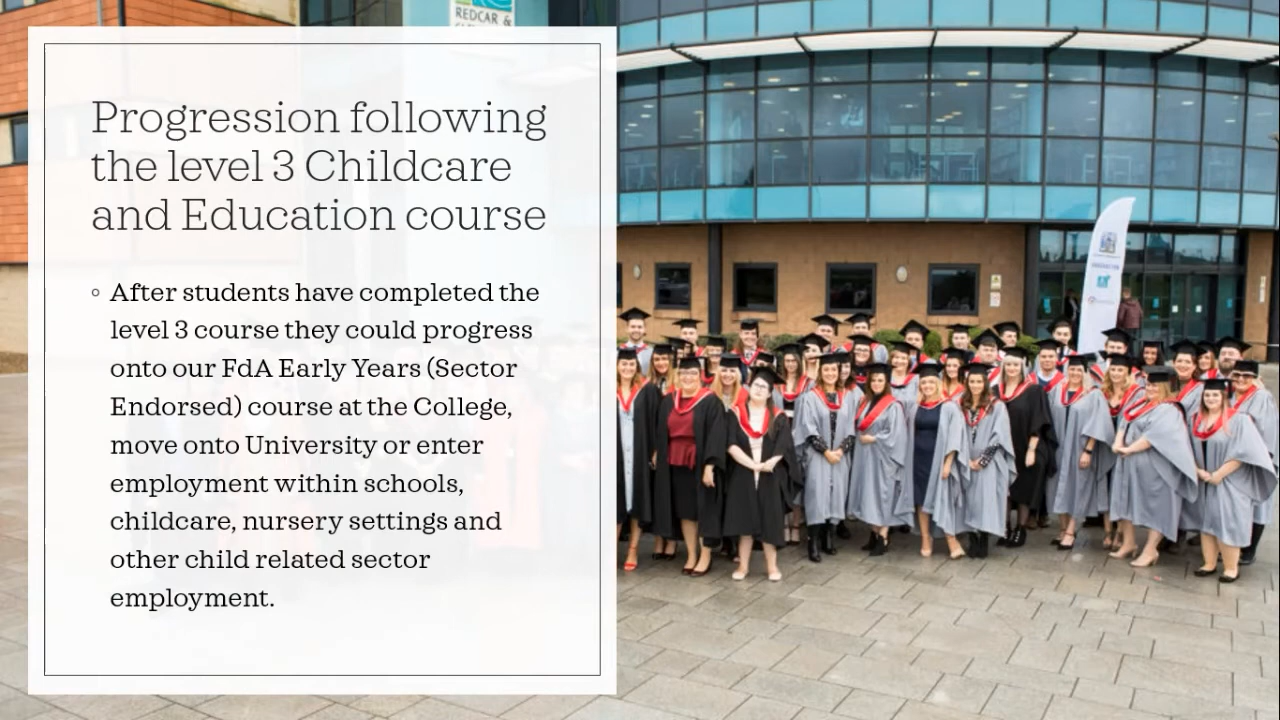 REDCAR &
Progression following
the level 3 Childcare
and Education course
◦ After students have completed the
level 3 course they could progress
onto our FdA Early Years (Sector
Endorsed) course at the College,
move onto University or enter
employment within schools,
childcare, nursery settings and
other child related sector
employment.